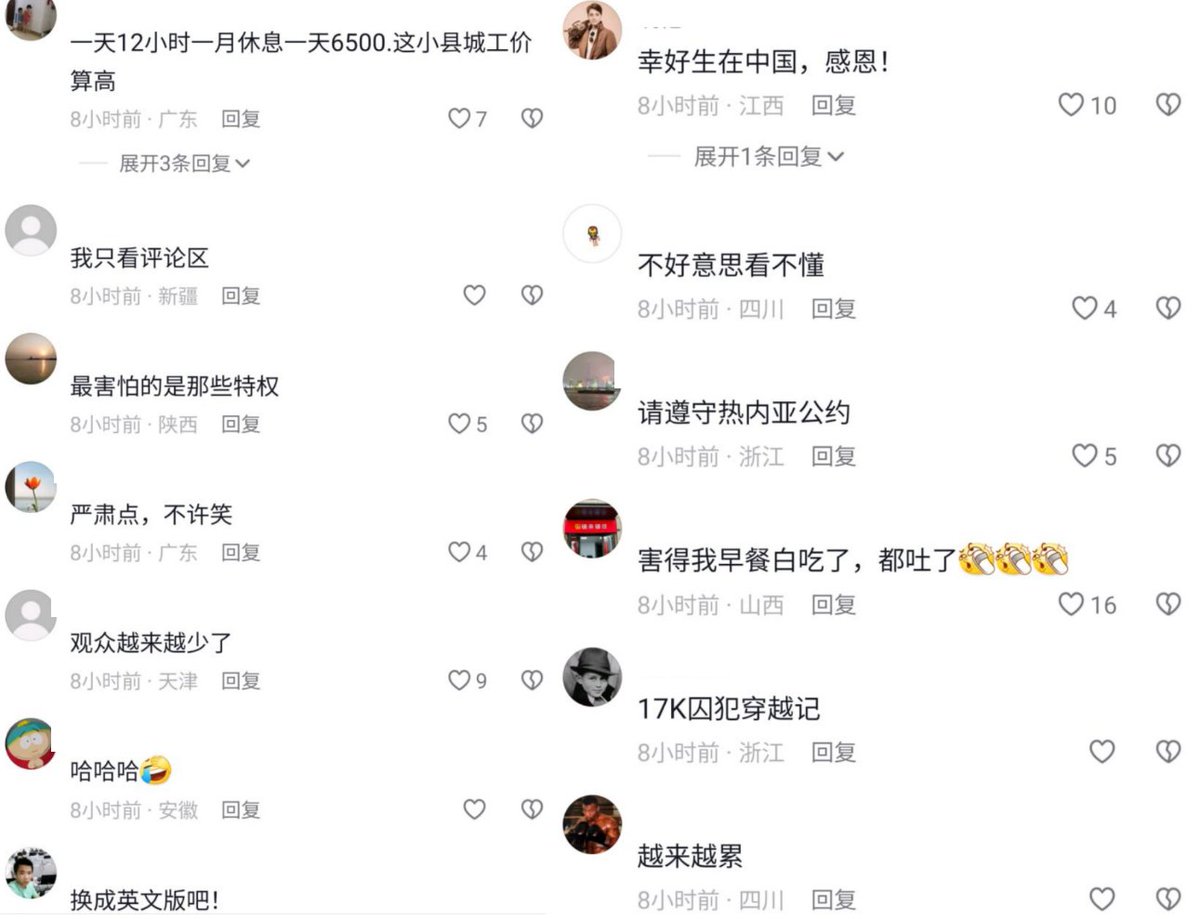 一天12小时一月休息一天6500.这小县城工价
算高
8小时前 · 广东 回复 7
展开3条回复
我只看评论区
8小时前 · 新疆 回复
最害怕的是那些特权
8小时前 · 陕西 回复 5
严肃点，不许笑
8小时前 · 广东 回复 4
观众越来越少了
8小时前 · 天津 回复 9
哈哈哈🤣
8小时前 · 安徽 回复
换成英文版吧！
幸好生在中国，感恩！
8小时前 · 江西 回复 10
展开1条回复
不好意思看不懂
8小时前 · 四川 回复 4
请遵守热内亚公约
8小时前 · 浙江 回复 5
害得我早餐白吃了，都吐了
8小时前 · 山西 回复 16
17K囚犯穿越记
8小时前 · 浙江 回复
越来越累
8小时前 · 四川 回复